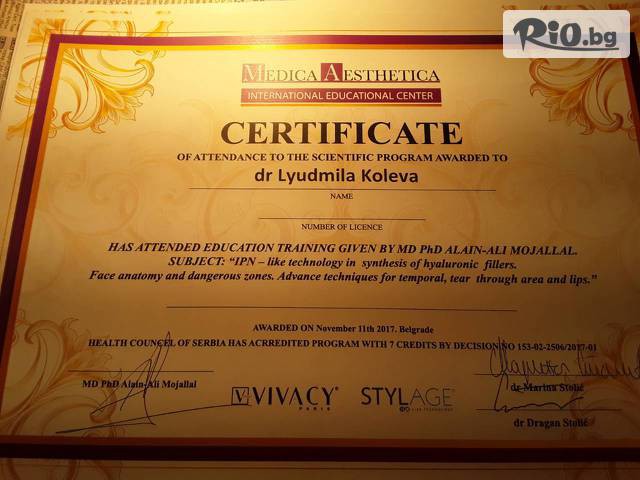 RiO.bg
MEDICA AESTHETICA
INTERNATIONAL EDUCATIONAL CENTER
CERTIFICATE
OF ATTENDANCE TO THE SCIENTIFIC PROGRAM AWARDED TO
dr Lyudmila Koleva
NAME
NUMBER OF LICENCE
HAS ATTENDED EDUCATION TRAINING GIVEN BY MD PhD ALAIN-ALI MOJALLAL.
SUBJECT: “IPN – like technology in synthesis of hyaluronic fillers.
Face anatomy and dangerous zones. Advance techniques for temporal, tear through area and lips.”
AWARDED ON November 11th 2017. Belgrade
HEALTH COUNCEL OF SERBIA HAS ACREDITED PROGRAM WITH 7 CREDITS BY DECISION NO 153-02-2506/2017-01
MD PhD Alain-Ali Mojallal
VIVACY
PARIS
STYLAGE
dr Marina Stolić
dr Dragan Stolić